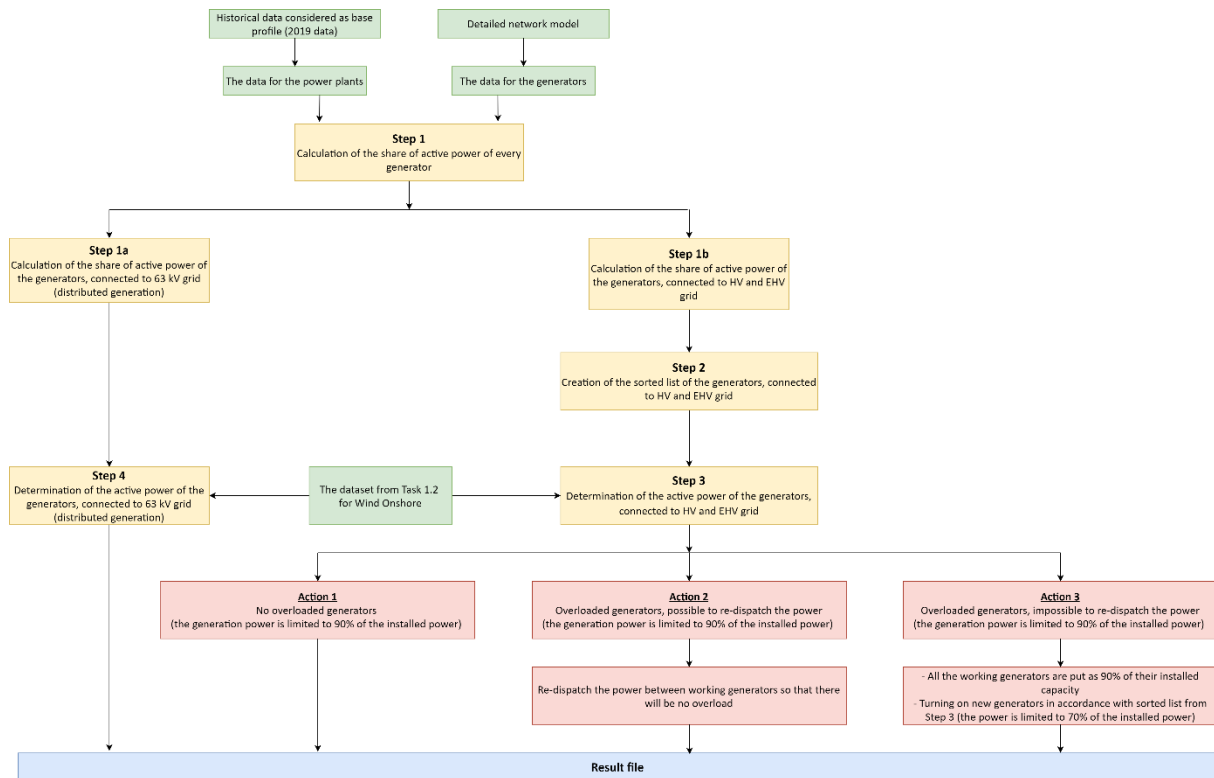 Historical data considered as base
profile (2019 data)
Detailed network model
The data for the power plants
The data for the generators
Step 1
Calculation of the share of active power of every
generator
Step 1a
Calculation of the share of active power of
the generators, connected to 63 kV grid
(distributed generation)
Step 1b
Calculation of the share of active power of
the generators, connected to HV and EHV
grid
Step 2
Creation of the sorted list of the generators, connected
to HV and EHV grid
Step 4
Determination of the active power of the
generators, connected to 63 kV grid
(distributed generation)
The dataset from Task 1.2
for Wind Onshore
Step 3
Determination of the active power of the generators,
connected to HV and EHV grid
Action 1
No overloaded generators
(the generation power is limited to 90% of the installed power)
Action 2
Overloaded generators, possible to re-dispatch the power
(the generation power is limited to 90% of the installed power)
Action 3
Overloaded generators, impossible to re-dispatch the power
(the generation power is limited to 90% of the installed power)
Re-dispatch the power between working generators so that there
will be no overload
- All the working generators are put as 90% of their installed
capacity
- Turning on new generators in accordance with sorted list from
Step 3 (the power is limited to 70% of the installed power)
Result file